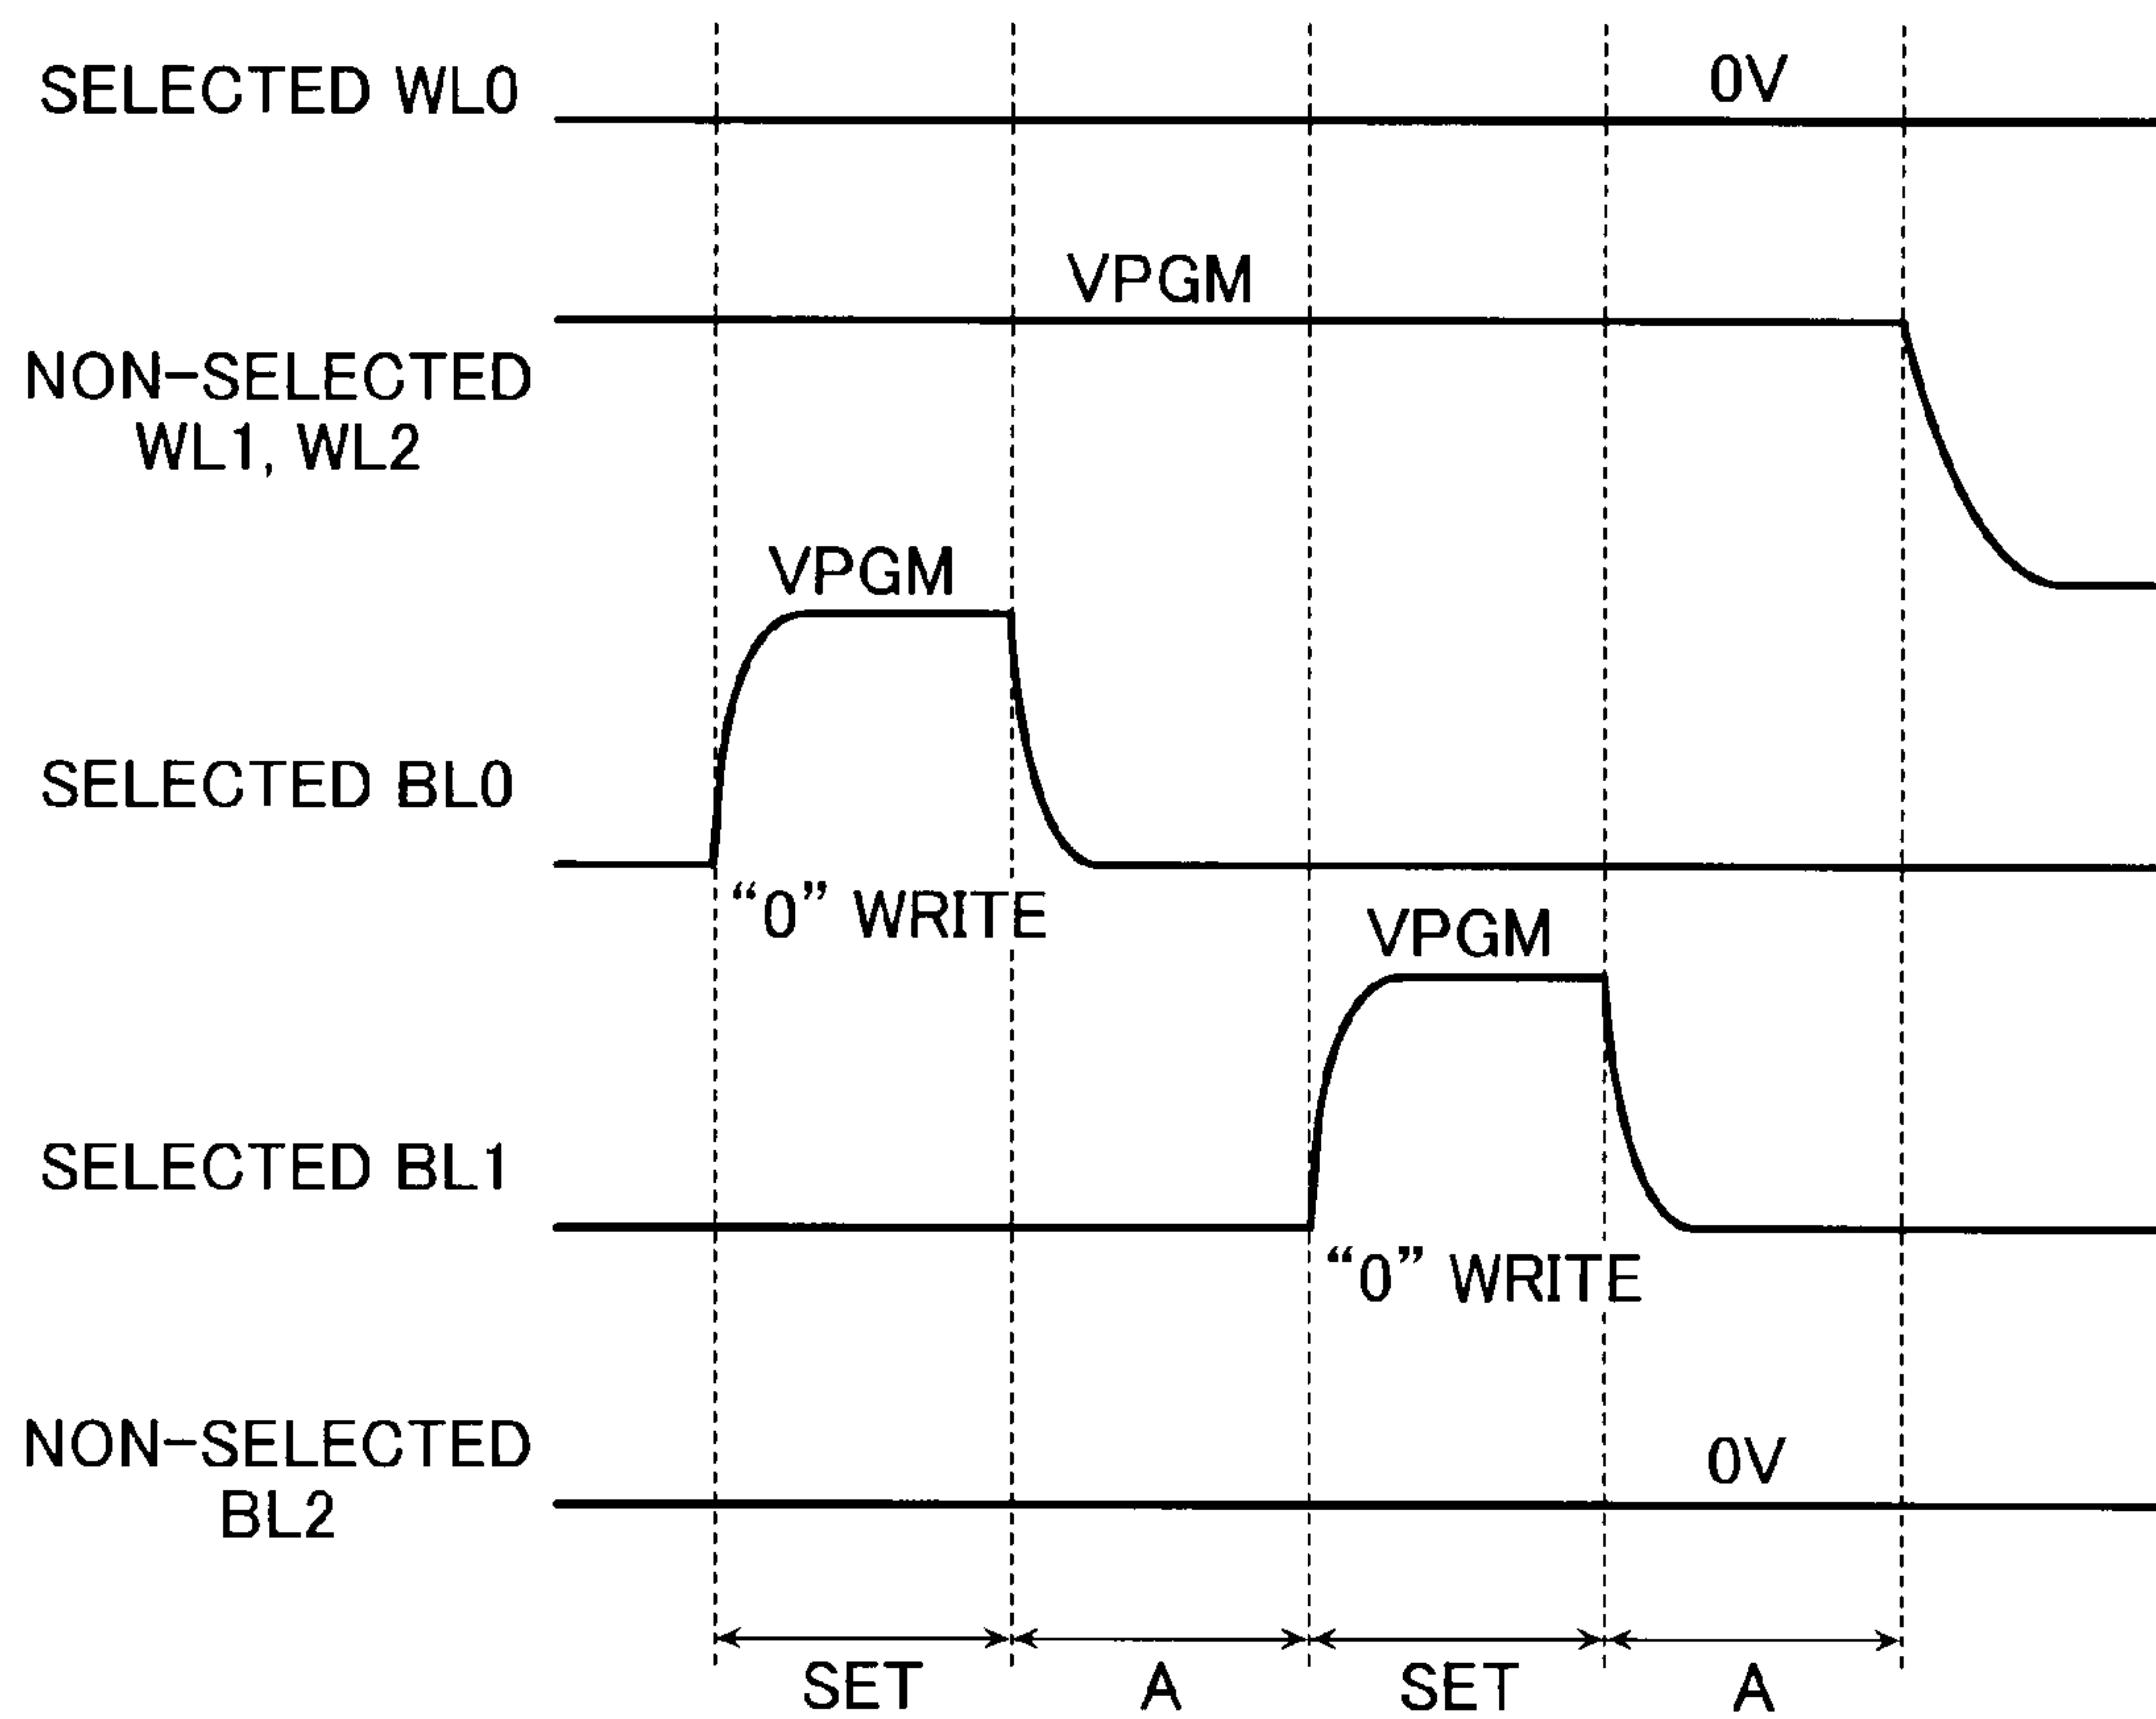 SELECTED WL0
0V
VPGM
NON-SELECTED
WL1, WL2
VPGM
SELECTED BL0
“0” WRITE
VPGM
SELECTED BL1
“0” WRITE
NON-SELECTED
BL2
0V
SET
A
SET
A